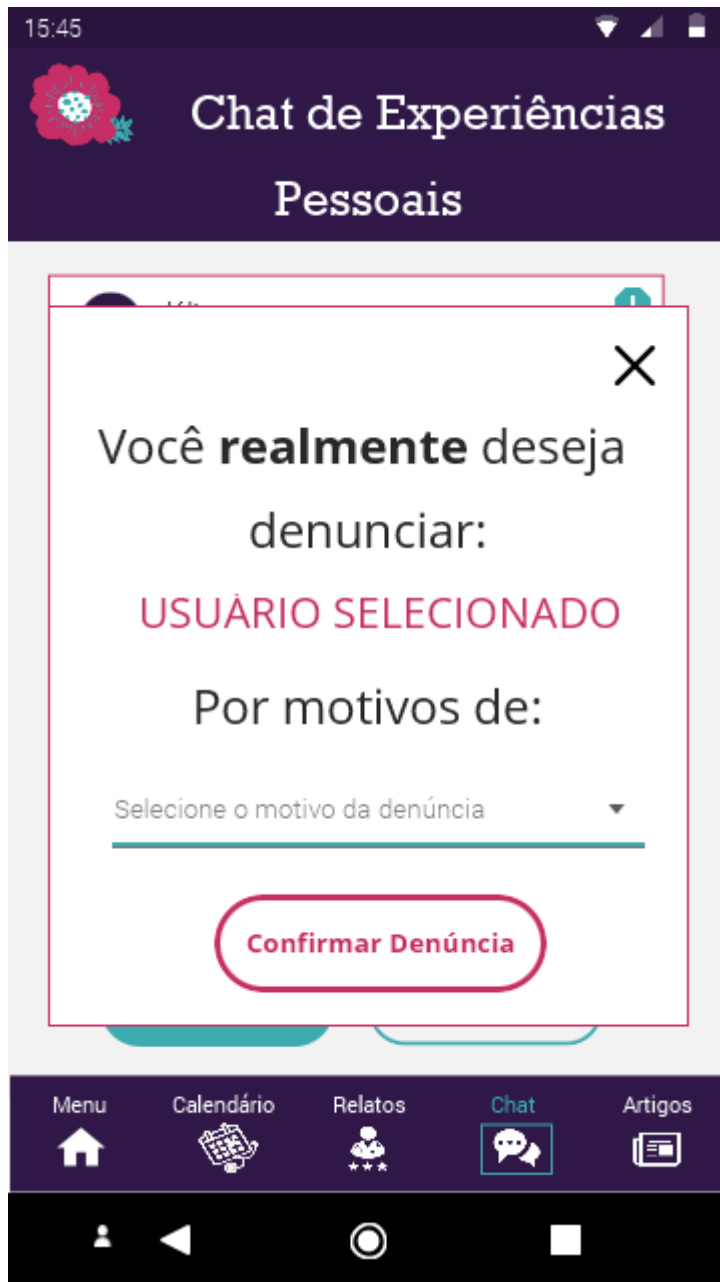 15:45
Chat de Experiências
Pessoais
Você realmente deseja
denunciar:
USUÁRIO SELECIONADO
Por motivos de:
Selecione o motivo da denúncia
Confirmar Denúncia
Menu Calendário Relatos Chat Artigos